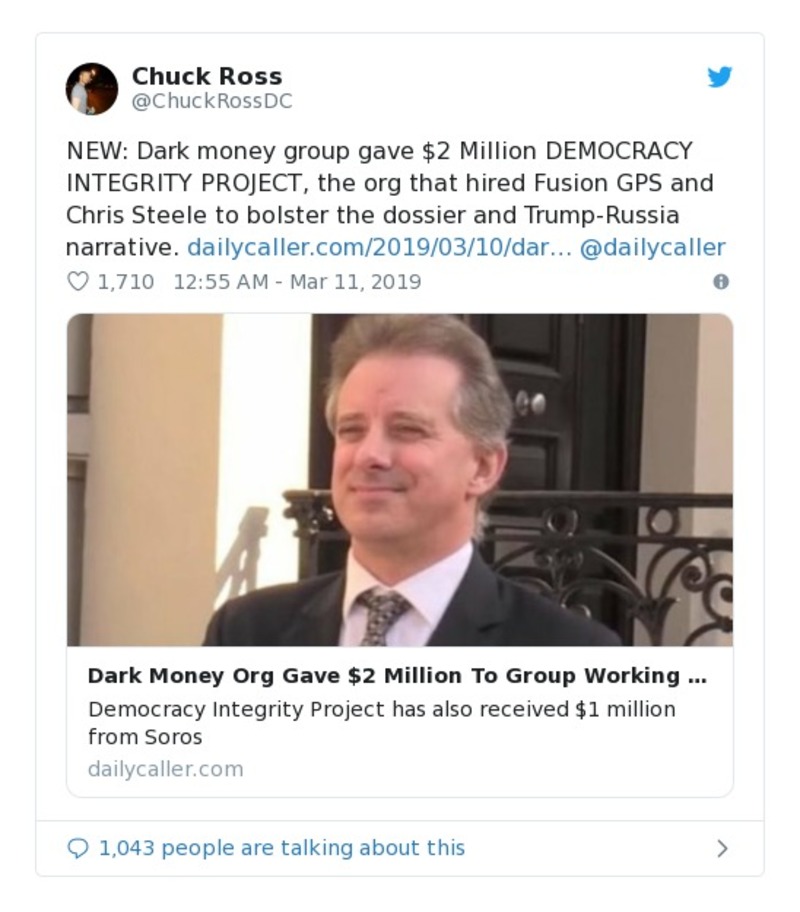 Chuck Ross
@ChuckRossDC
NEW: Dark money group gave $2 Million DEMOCRACY
INTEGRITY PROJECT, the org that hired Fusion GPS and
Chris Steele to bolster the dossier and Trump-Russia
narrative. dailycaller.com/2019/03/10/dar… @dailycaller
1,710 12:55 AM - Mar 11, 2019
Dark Money Org Gave $2 Million To Group Working ...
Democracy Integrity Project has also received $1 million
from Soros
dailycaller.com
1,043 people are talking about this